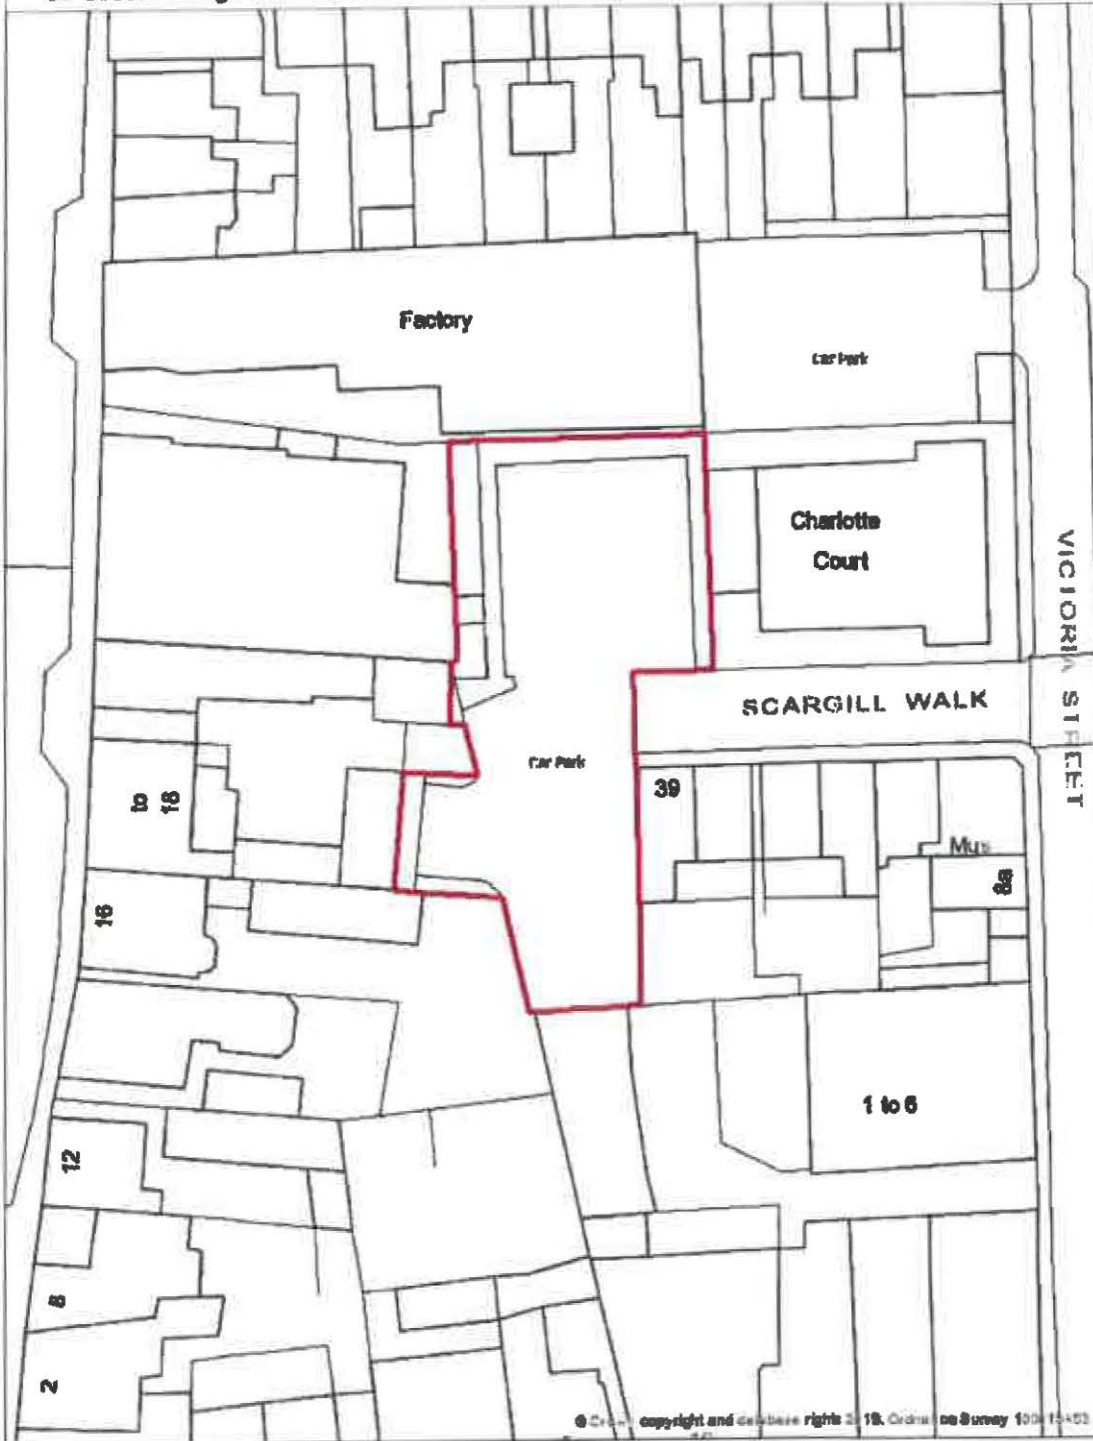 Factory
Car Park
Charlotte
Court
VICTORIA STREET
SCARGILL WALK
Car Park
39
to
18
Mus
8a
16
1 to 6
12
8
2
copyright and database rights
Survey